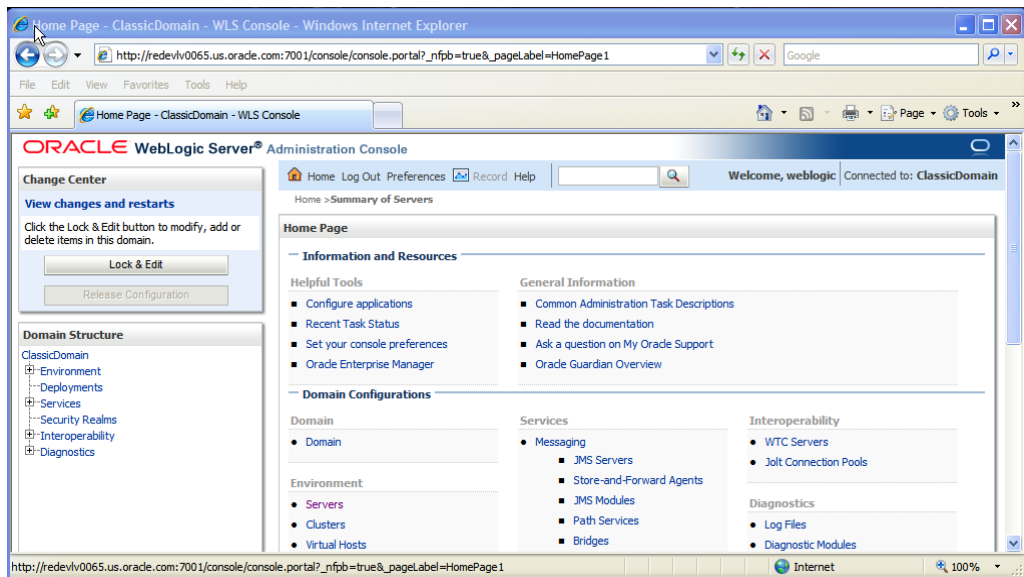 Home Page - ClassicDomain - WLS Console - Windows Internet Explorer
http://redevlv0065.us.oracle.com:7001/console/console.portal?_nfpb=true&_pageLabel=HomePage1
Google
File Edit View Favorites Tools Help
Home Page - ClassicDomain - WLS Console
Page Tools
ORACLE WebLogic Server® Administration Console
Change Center
View changes and restarts
Click the Lock & Edit button to modify, add or
delete items in this domain.
Lock & Edit
Release Configuration
Domain Structure
ClassicDomain
Environment
Deployments
Services
Security Realms
Interoperability
Diagnostics
Home Log Out Preferences Record Help
Welcome, weblogic Connected to: ClassicDomain
Home >Summary of Servers
Home Page
Information and Resources
Helpful Tools
Configure applications
Recent Task Status
Set your console preferences
Oracle Enterprise Manager
General Information
Common Administration Task Descriptions
Read the documentation
Ask a question on My Oracle Support
Oracle Guardian Overview
Domain Configurations
Domain
Domain
Environment
Servers
Clusters
Virtual Hosts
Services
Messaging
JMS Servers
Store-and-Forward Agents
JMS Modules
Path Services
Bridges
Interoperability
WTC Servers
Jolt Connection Pools
Diagnostics
Log Files
Diagnostic Modules
http://redevlv0065.us.oracle.com:7001/console/console.portal?_nfpb=true&_pageLabel=HomePage1
Internet
100%